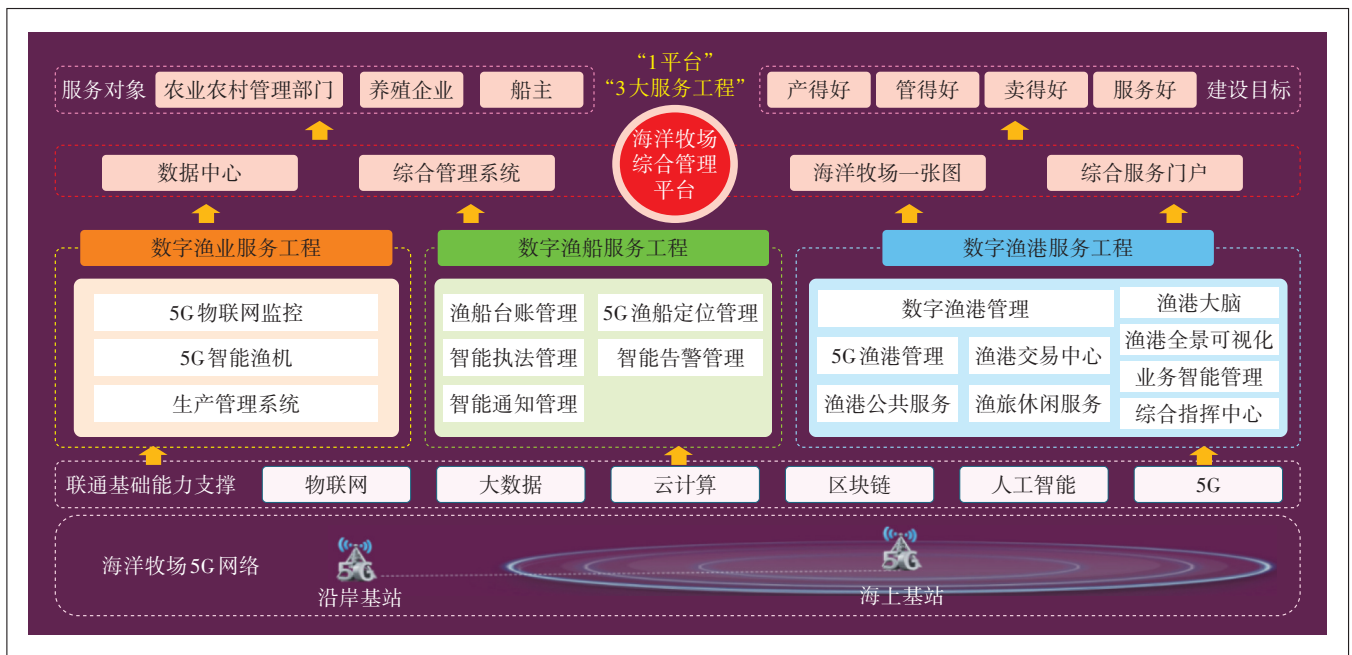 “1平台”
“3大服务工程”
服务对象
农业农村管理部门
养殖企业
船主
产得好
管得好
卖得好
服务好
建设目标
海洋牧场
综合管理
平台
数据中心
综合管理系统
海洋牧场一张图
综合服务门户
数字渔业服务工程
5G物联网监控
5G智能渔机
生产管理系统
数字渔船服务工程
渔船台账管理
5G渔船定位管理
智能执法管理
智能告警管理
智能通知管理
数字渔港服务工程
数字渔港管理
5G渔港管理
渔港交易中心
渔港公共服务
渔旅休闲服务
渔港大脑
渔港全景可视化
业务智能管理
综合指挥中心
联通基础能力支撑
物联网
大数据
云计算
区块链
人工智能
5G
海洋牧场5G网络
5G
沿岸基站
5G
海上基站